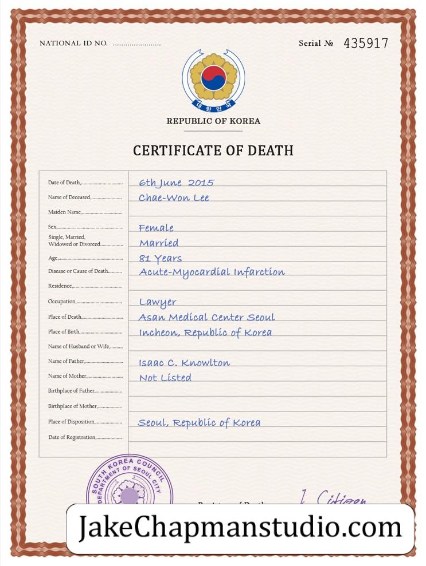 NATIONAL ID NO. ........................
Serial № 435917
대한민국
REPUBLIC OF KOREA
CERTIFICATE OF DEATH
Date of Death, 6th June 2015
Name of Deceased, Chae-Won Lee
Maiden Name
Sex Female
Single, Married,
Widowed or Divorced Married
Age 81 Years
Disease or Cause of Death Acute-Myocardial Infarction
Residence,
Occupation Lawyer
Place of Death Asan Medical Center Seoul
Place of Birth Incheon, Republic of Korea
Name of Husband or Wife,
Name of Father Isaac C. Knowlton
Name of Mother Not Listed
Birthplace of Father
Birthplace of Mother
Place of Disposition Seoul, Republic of Korea
Date of Registration
SOUTH KOREA COUNCIL
DEPARTMENT OF SEOUL CITY
J. Citizen
JakeChapmanstudio.com